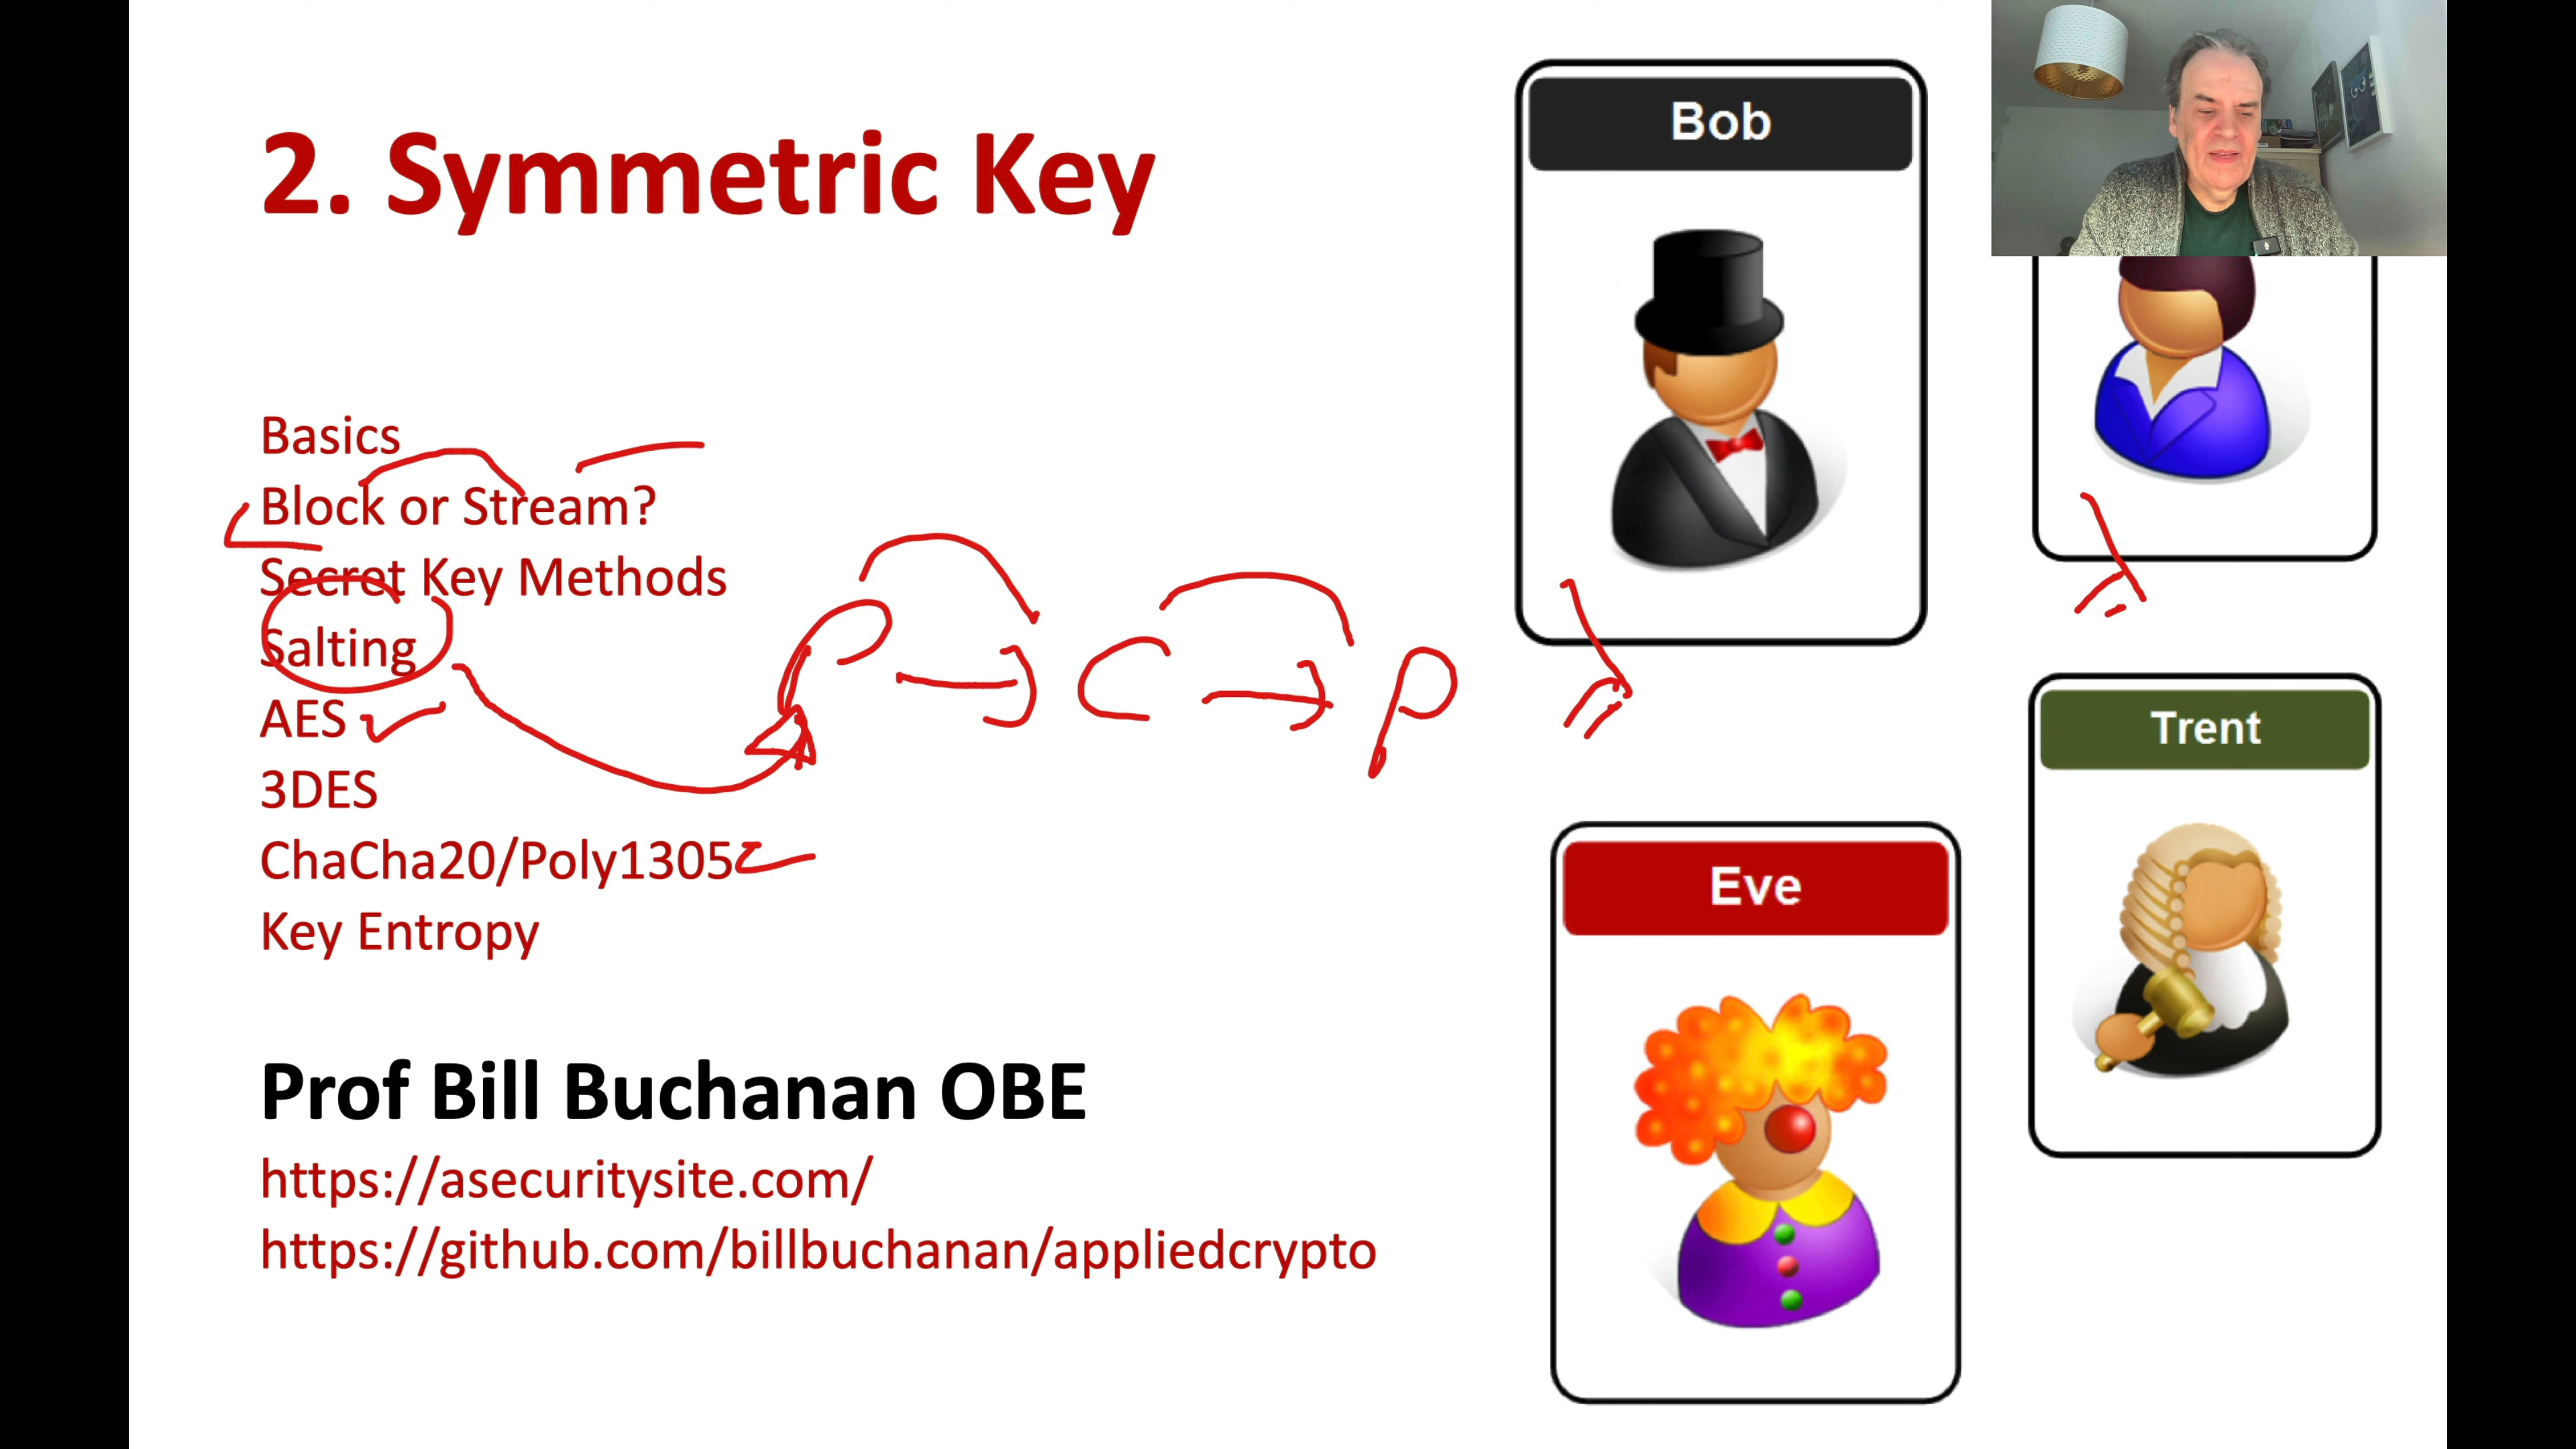 2. Symmetric Key
Basics
Block or Stream?
Secret Key Methods
Salting
AES
3DES
ChaCha20/Poly1305
Key Entropy
P → C → P
Prof Bill Buchanan OBE
https://asecuritysite.com/
https://github.com/billbuchanan/appliedcrypto
Bob
Trent
Eve